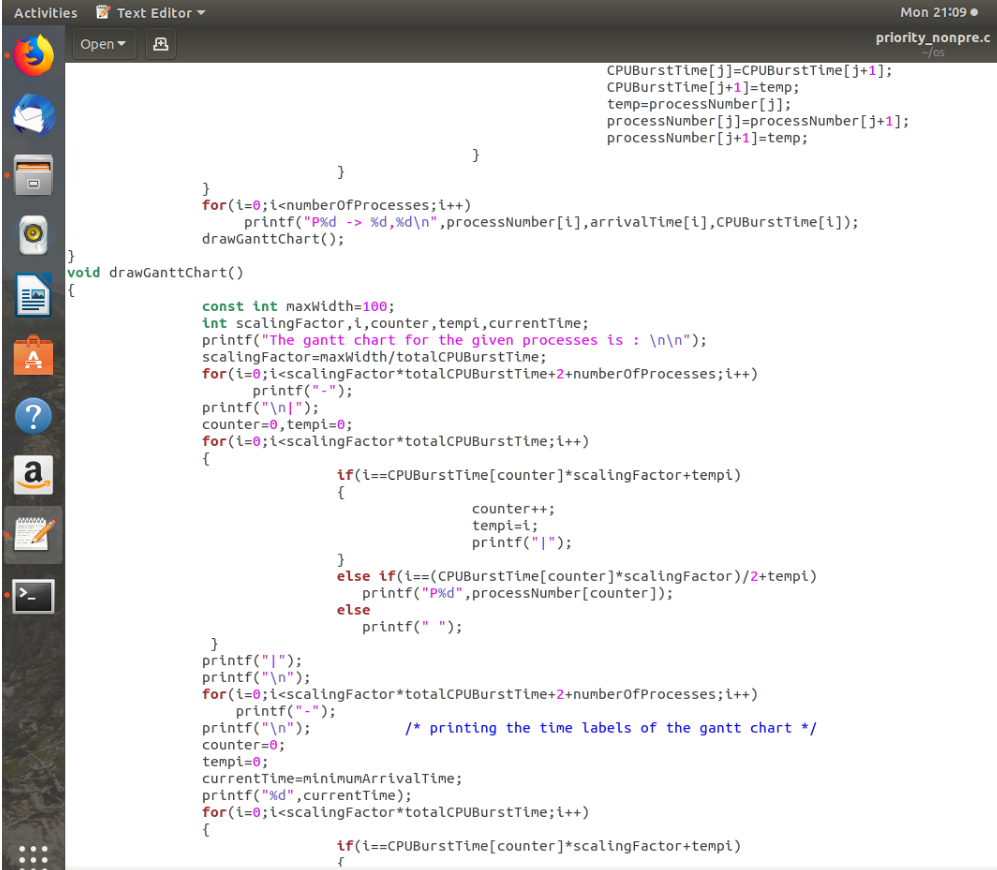 Activities Text Editor Mon 21:09
Open priority_nonpre.c
~/os
CPUBurstTime[j]=CPUBurstTime[j+1];
CPUBurstTime[j+1]=temp;
temp=processNumber[j];
processNumber[j]=processNumber[j+1];
processNumber[j+1]=temp;
}
}
}
for(i=0;i<numberOfProcesses;i++)
printf("P%d -> %d,%d\n",processNumber[i],arrivalTime[i],CPUBurstTime[i]);
drawGanttChart();
}
void drawGanttChart()
{
const int maxWidth=100;
int scalingFactor,i,counter,tempi,currentTime;
printf("The gantt chart for the given processes is : \n\n");
scalingFactor=maxWidth/totalCPUBurstTime;
for(i=0;i<scalingFactor*totalCPUBurstTime+2+numberOfProcesses;i++)
printf("-");
printf("\n|");
counter=0,tempi=0;
for(i=0;i<scalingFactor*totalCPUBurstTime;i++)
{
if(i==CPUBurstTime[counter]*scalingFactor+tempi)
{
counter++;
tempi=i;
printf("|");
}
else if(i==(CPUBurstTime[counter]*scalingFactor)/2+tempi)
printf("P%d",processNumber[counter]);
else
printf(" ");
}
printf("|");
printf("\n");
for(i=0;i<scalingFactor*totalCPUBurstTime+2+numberOfProcesses;i++)
printf("-");
printf("\n"); /* printing the time labels of the gantt chart */
counter=0;
tempi=0;
currentTime=minimumArrivalTime;
printf("%d",currentTime);
for(i=0;i<scalingFactor*totalCPUBurstTime;i++)
{
if(i==CPUBurstTime[counter]*scalingFactor+tempi)
{